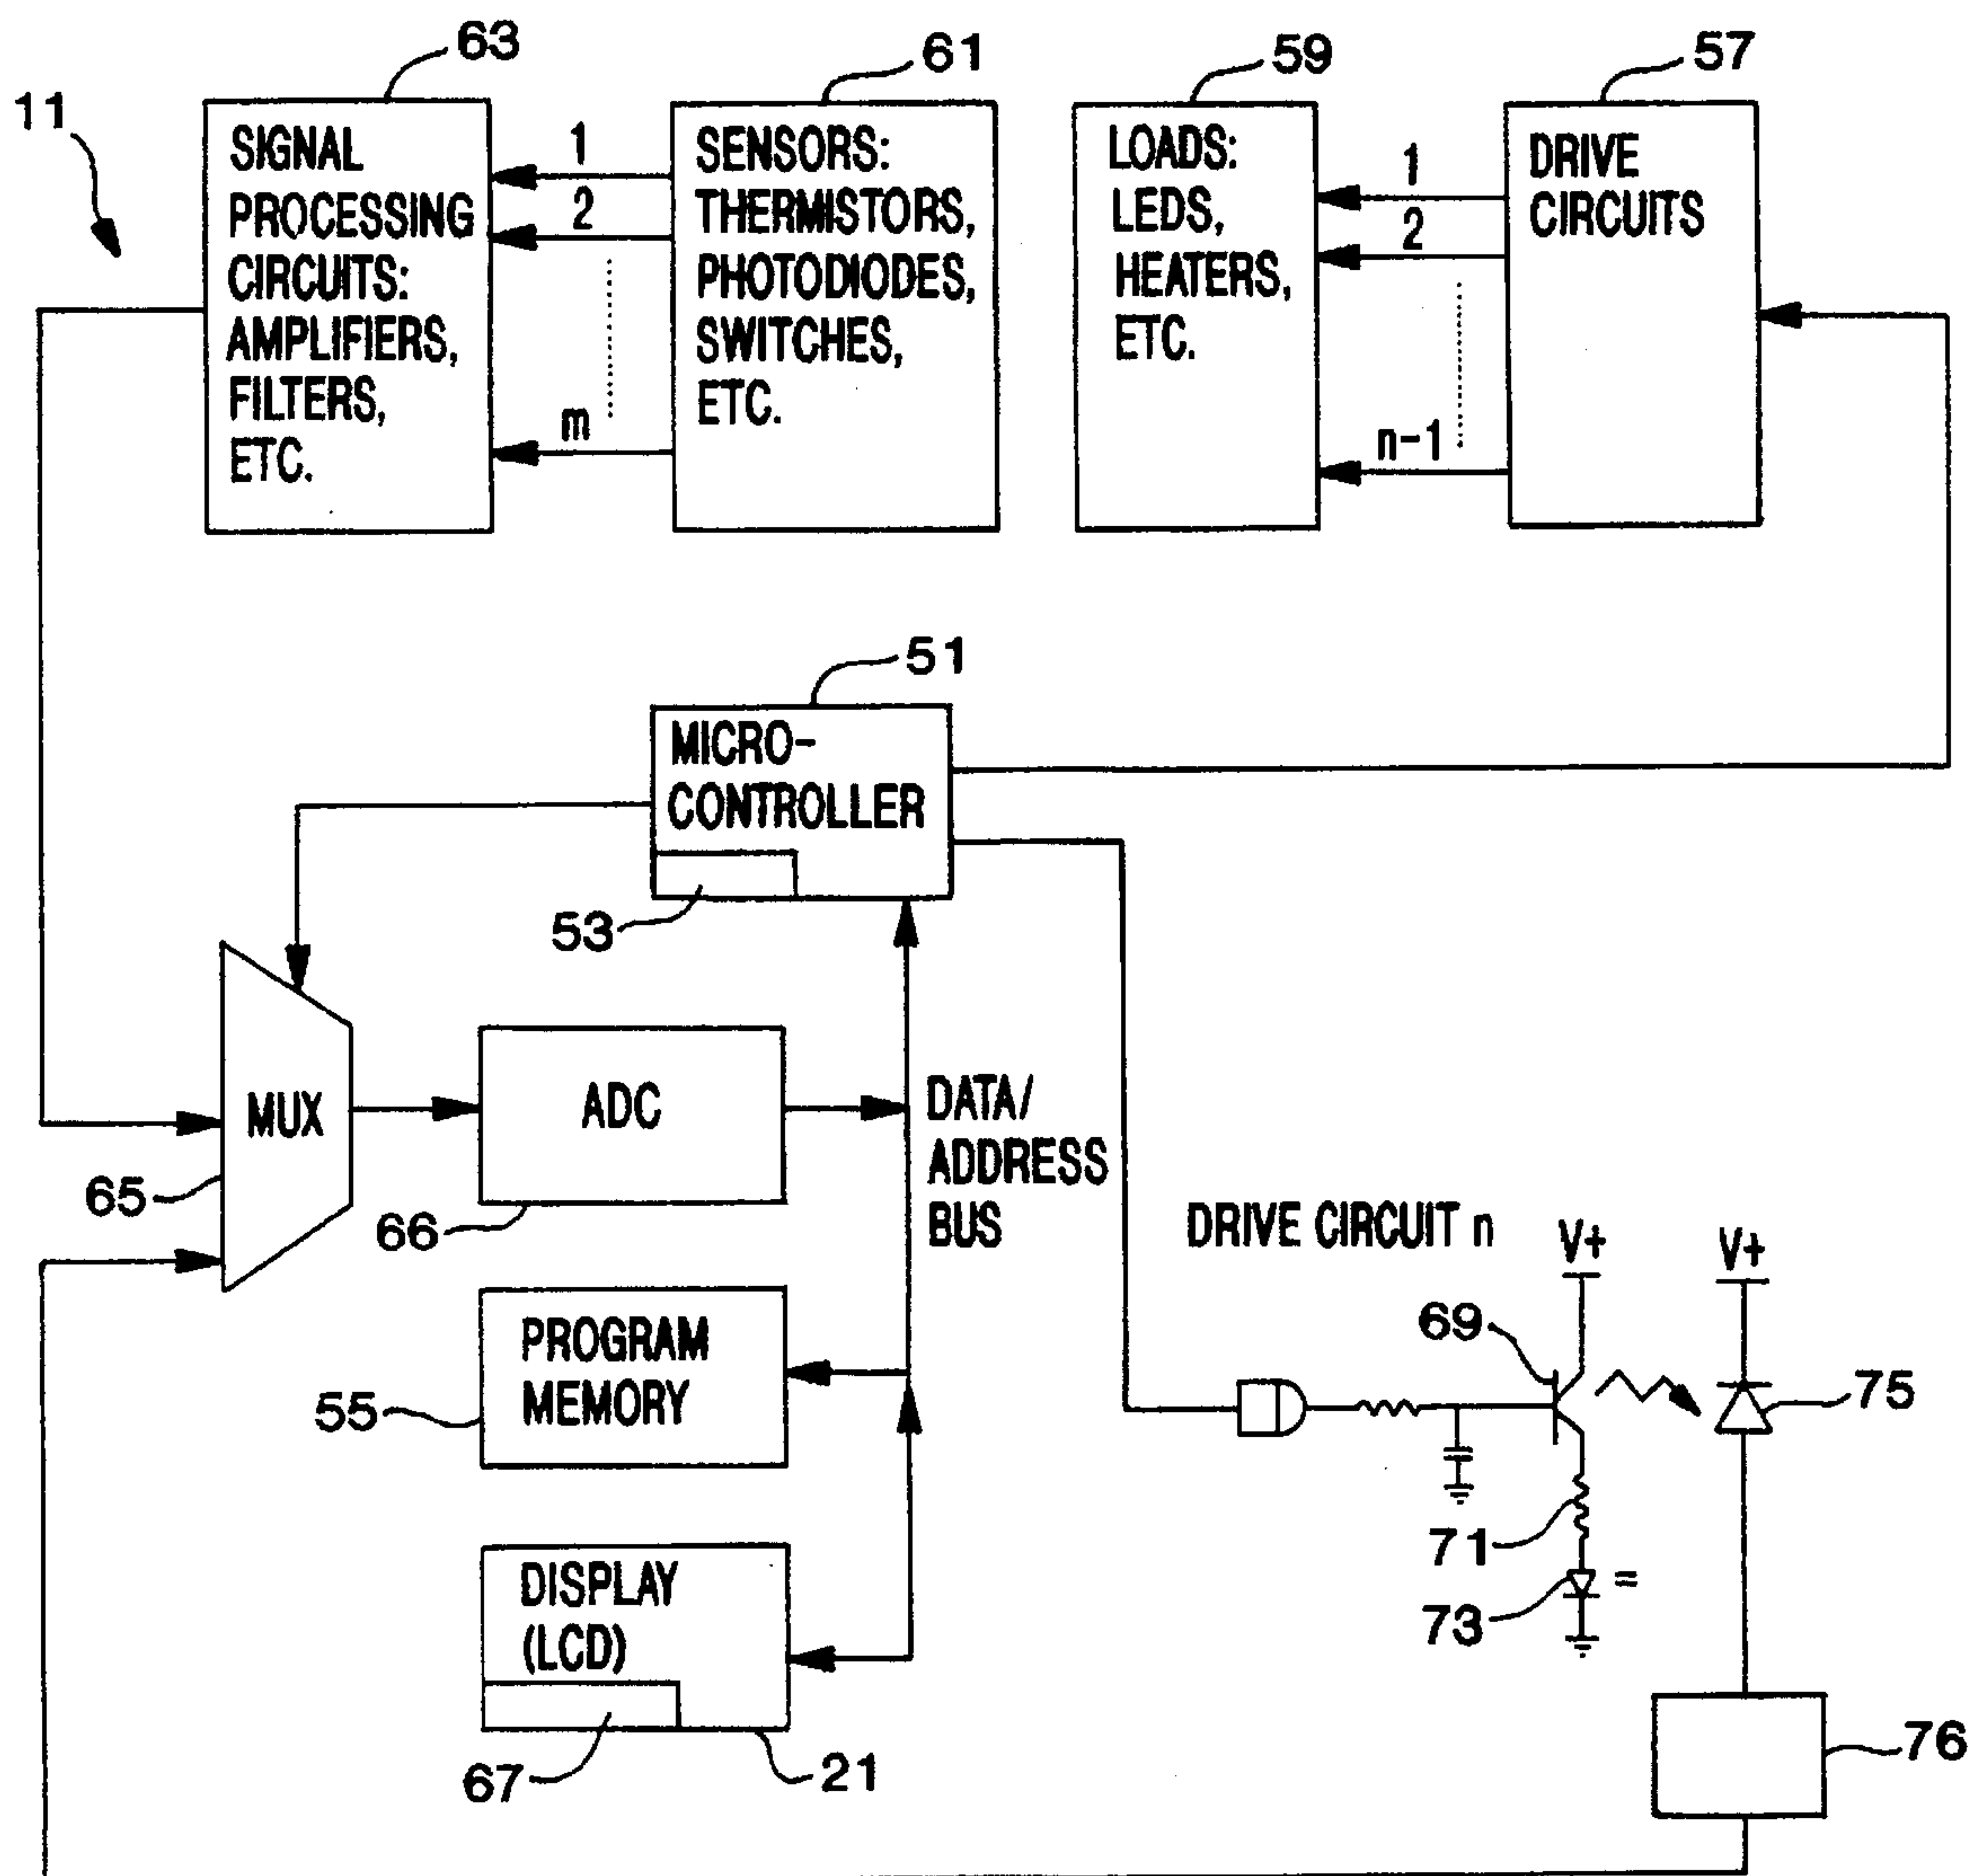 63
61
59
57
11
SIGNAL
PROCESSING
CIRCUITS:
AMPLIFIERS,
FILTERS,
ETC.
1
2
m
SENSORS:
THERMISTORS,
PHOTODIODES,
SWITCHES,
ETC.
LOADS:
LEDS,
HEATERS,
ETC.
1
2
n-1
DRIVE
CIRCUITS
51
MICRO-
CONTROLLER
53
MUX
65
ADC
66
DATA/
ADDRESS
BUS
PROGRAM
MEMORY
55
DISPLAY
(LCD)
67
21
DRIVE CIRCUIT n
V+
V+
69
75
71
73
=
76